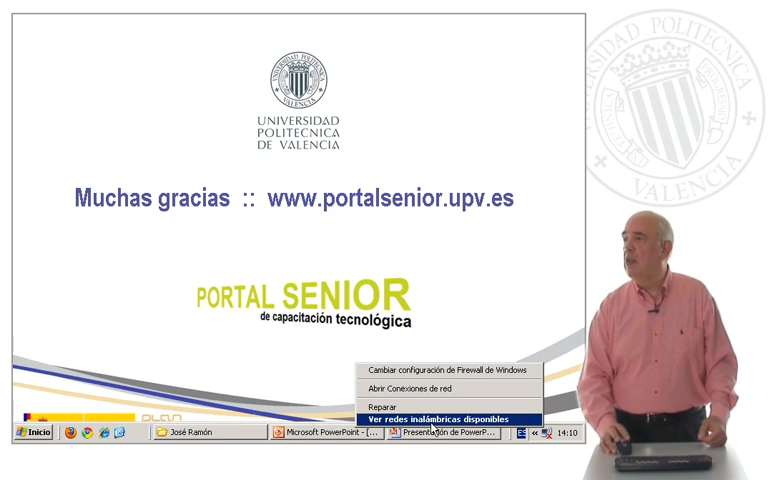 UNIVERSIDAD
POLITECNICA
DE VALENCIA
Muchas gracias :: www.portalsenior.upv.es
PORTAL SENIOR
de capacitación tecnológica
Cambiar configuración de Firewall de Windows
Abrir Conexiones de red
Reparar
Ver redes inalámbricas disponibles
Inicio
José Ramón
Microsoft PowerPoint - [...
Presentación de PowerP...
ES
«
14:10
UNIVERSIDAD POLITECNICA
VALENCIA